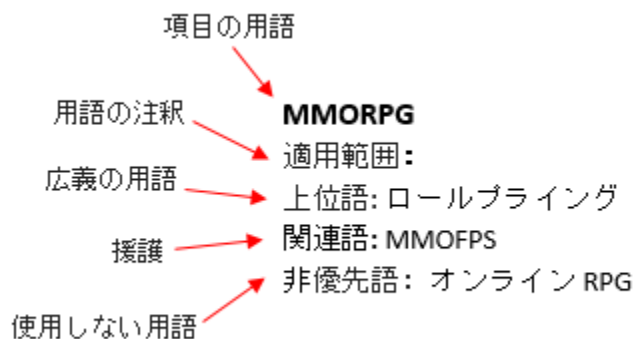 項目の用語
用語の注釈
広義の用語
援護
使用しない用語
MMORPG
適用範囲:
上位語: ロールプライング
関連語: MMOFPS
非優先語: オンライン RPG